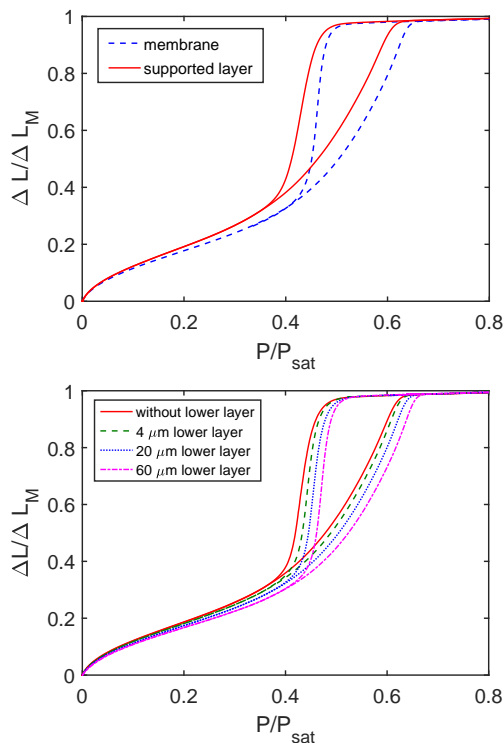 1
0.8
0.6
0.4
0.2
0
Δ L/Δ L_M
membrane
supported layer
0 0.2 0.4 0.6 0.8
P/P_sat
1
0.8
0.6
0.4
0.2
0
ΔL/Δ L_M
without lower layer
4 μm lower layer
20 μm lower layer
60 μm lower layer
0 0.2 0.4 0.6 0.8
P/P_sat